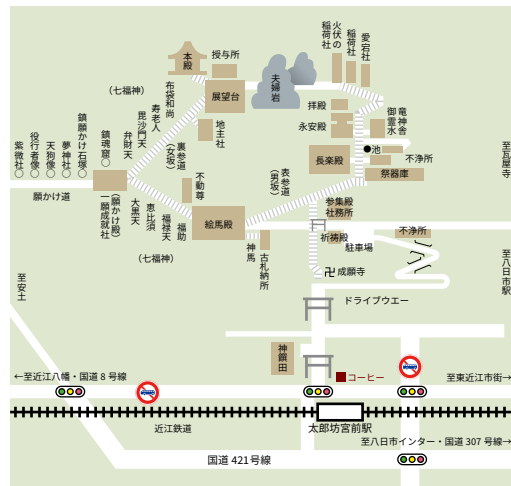 本殿
授与所
火伏の
稲荷社
稲荷社
愛宕社
夫婦岩
展望台
(七福神)
布袋和尚
寿老人
毘沙門天
弁財天
裏参道
(女坂)
地主社
拝殿
永安殿
御霊水
竜神舎
池
不浄所
長楽殿
祭器庫
鎮魂窟○
鎮願かけ石塚○
夢神社○
天狗像○
役行者像○
紫微社○
願かけ道
(願かけ殿)
一願成就社
不動尊
表参道
(男坂)
大黒天
恵比須
福禄天
福助
絵馬殿
(七福神)
神馬
古札納所
参集殿
社務所
祈祷殿
駐車場
不浄所
卍成願寺
至瓦屋寺
至八日市駅
至安土
ドライブウエー
神饌田
コーヒー
←至近江八幡・国道8号線
至東近江市街→
近江鉄道
太郎坊宮前駅
至八日市インター・国道307号線→
国道421号線